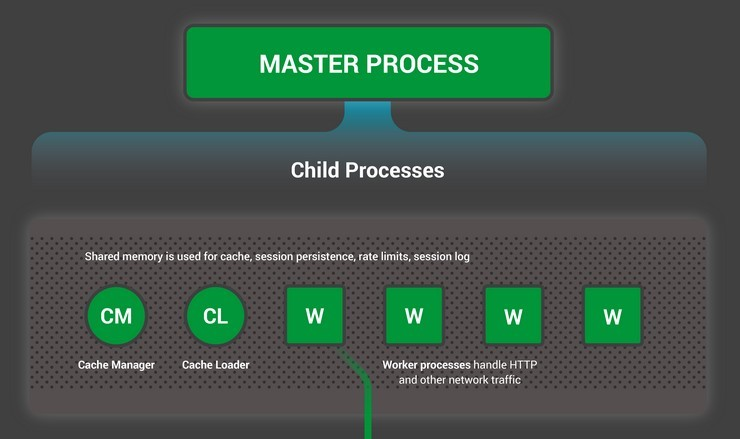 MASTER PROCESS
Child Processes
Shared memory is used for cache, session persistence, rate limits, session log
CM
CL
W
W
W
W
Cache Manager
Cache Loader
Worker processes handle HTTP
and other network traffic